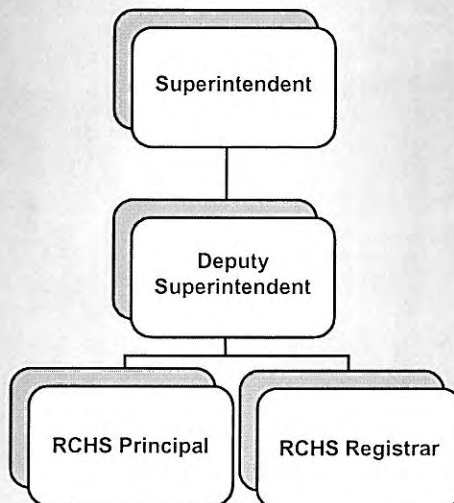 Superintendent
Deputy
Superintendent
RCHS Principal
RCHS Registrar